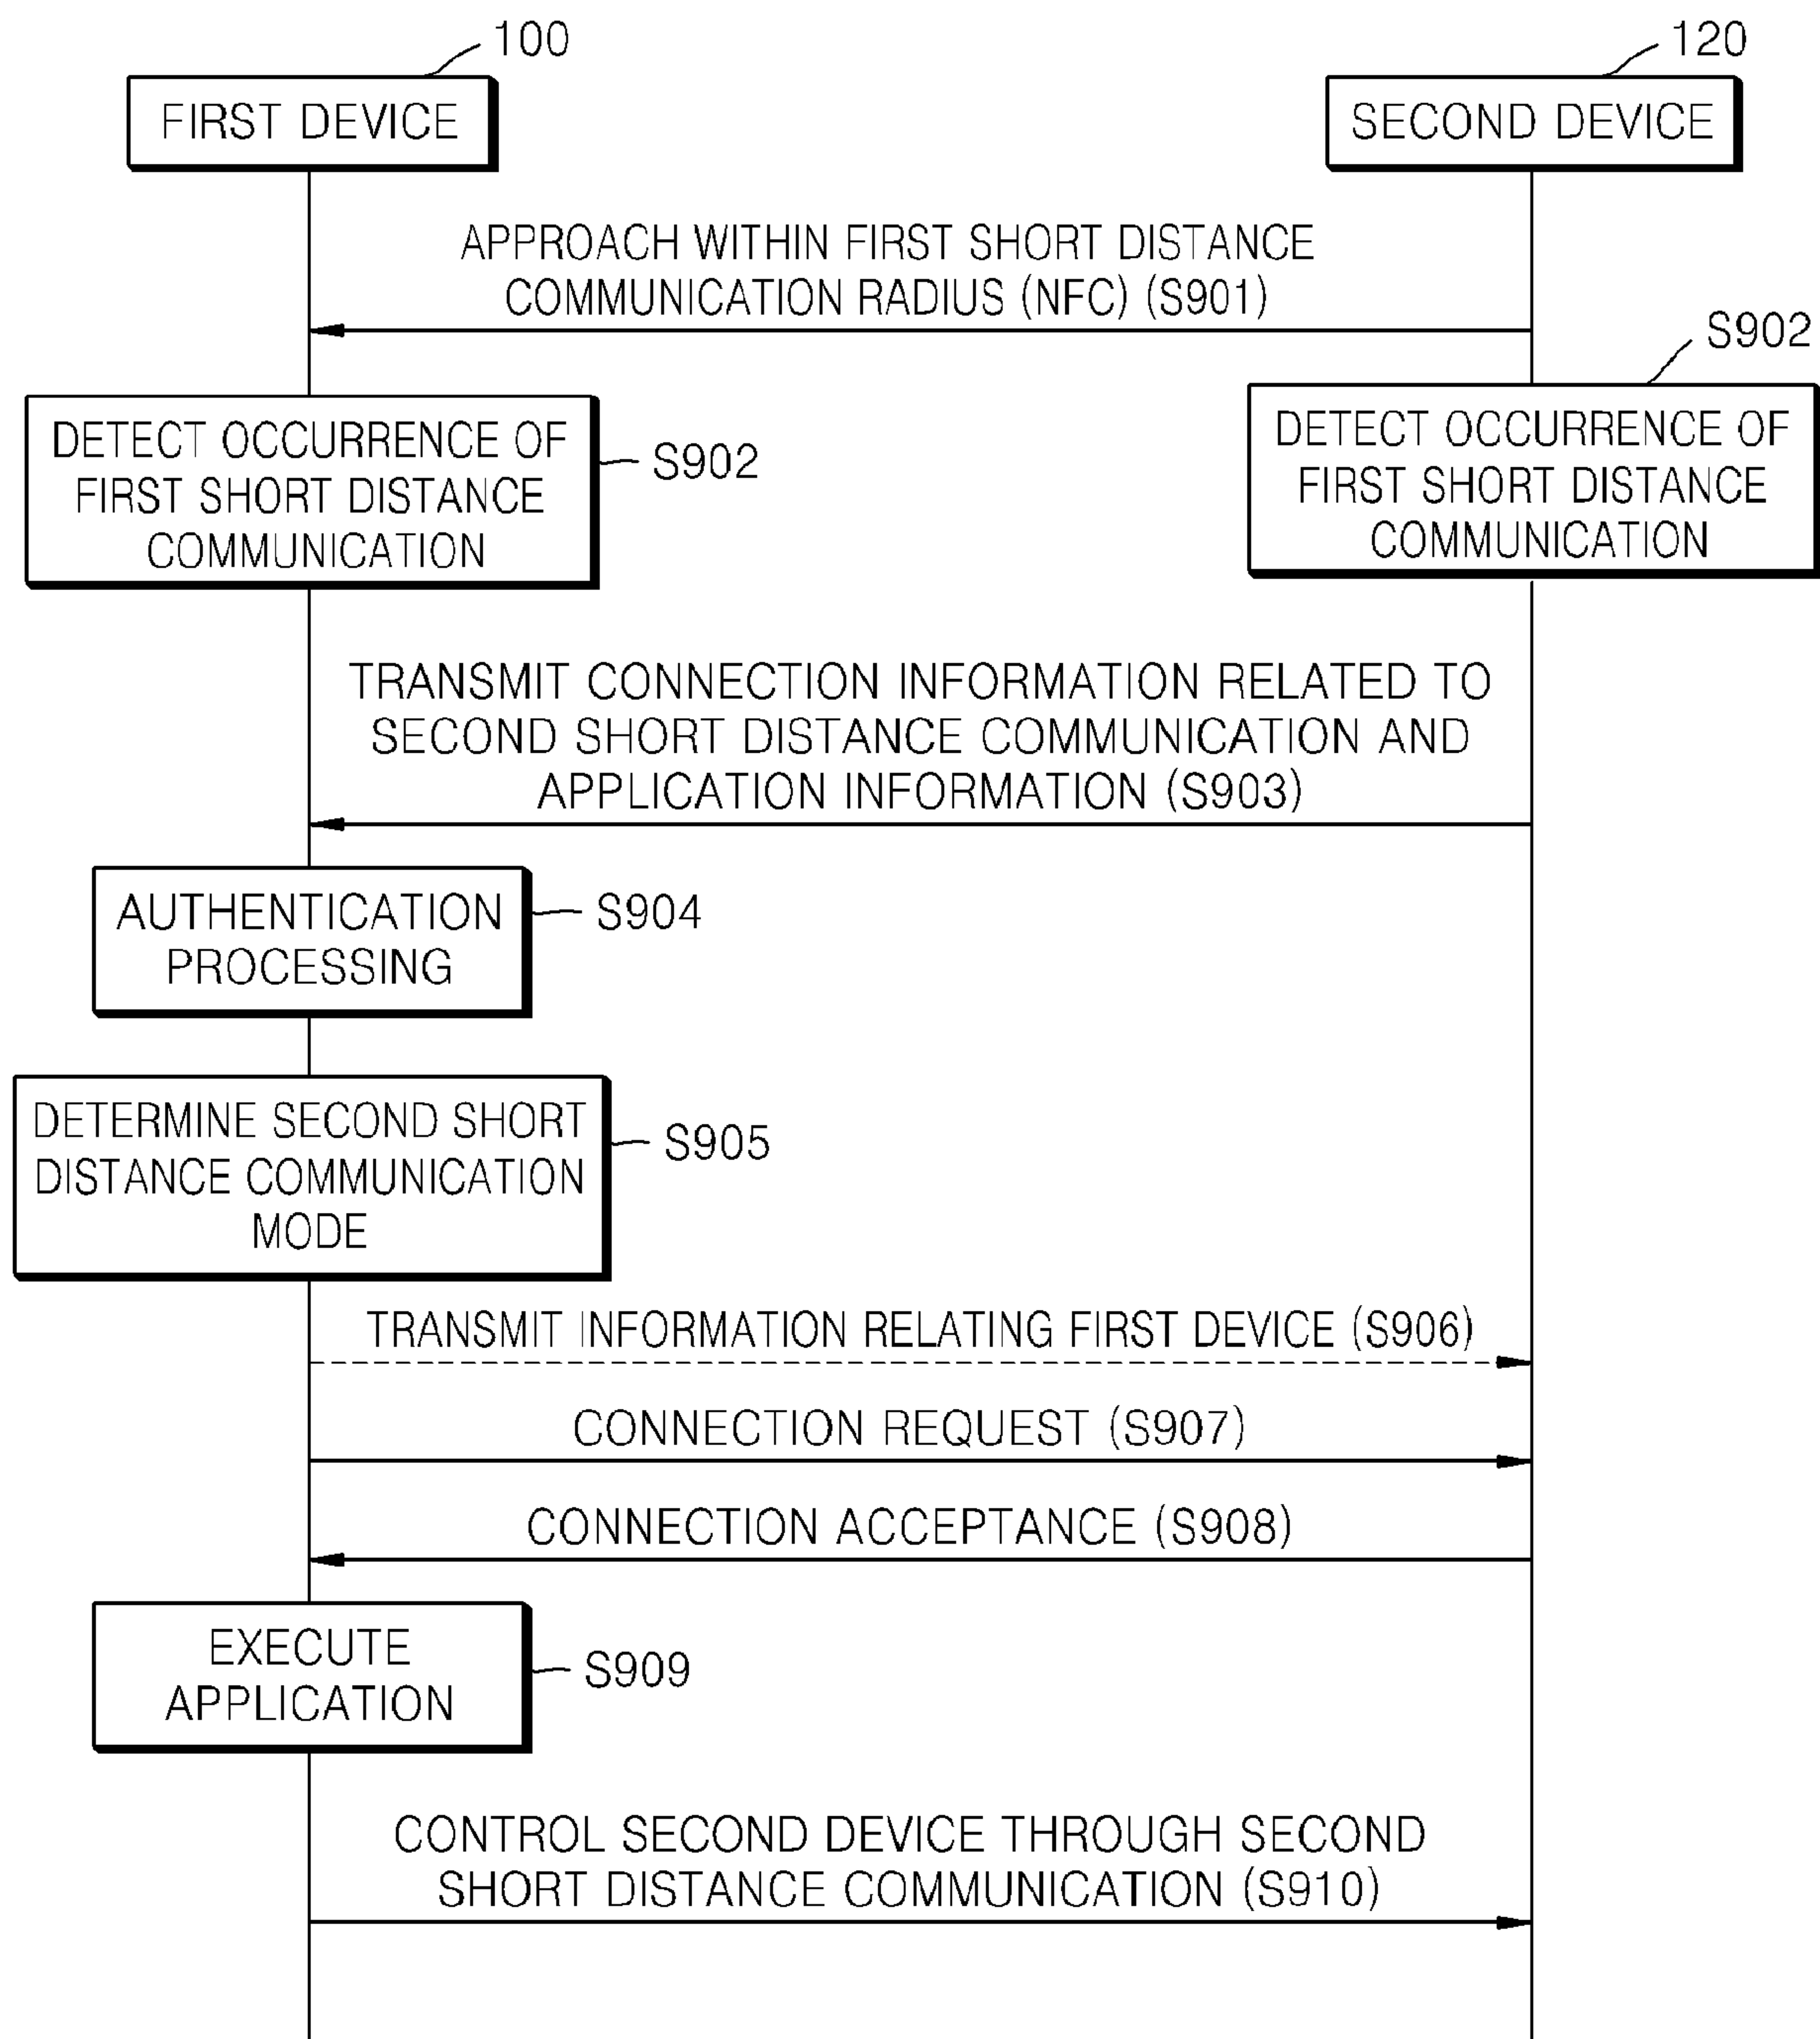 100
120
FIRST DEVICE
SECOND DEVICE
APPROACH WITHIN FIRST SHORT DISTANCE
COMMUNICATION RADIUS (NFC) (S901)
S902
DETECT OCCURRENCE OF
FIRST SHORT DISTANCE
COMMUNICATION
S902
DETECT OCCURRENCE OF
FIRST SHORT DISTANCE
COMMUNICATION
TRANSMIT CONNECTION INFORMATION RELATED TO
SECOND SHORT DISTANCE COMMUNICATION AND
APPLICATION INFORMATION (S903)
AUTHENTICATION
PROCESSING
S904
DETERMINE SECOND SHORT
DISTANCE COMMUNICATION
MODE
S905
TRANSMIT INFORMATION RELATING FIRST DEVICE (S906)
CONNECTION REQUEST (S907)
CONNECTION ACCEPTANCE (S908)
EXECUTE
APPLICATION
S909
CONTROL SECOND DEVICE THROUGH SECOND
SHORT DISTANCE COMMUNICATION (S910)